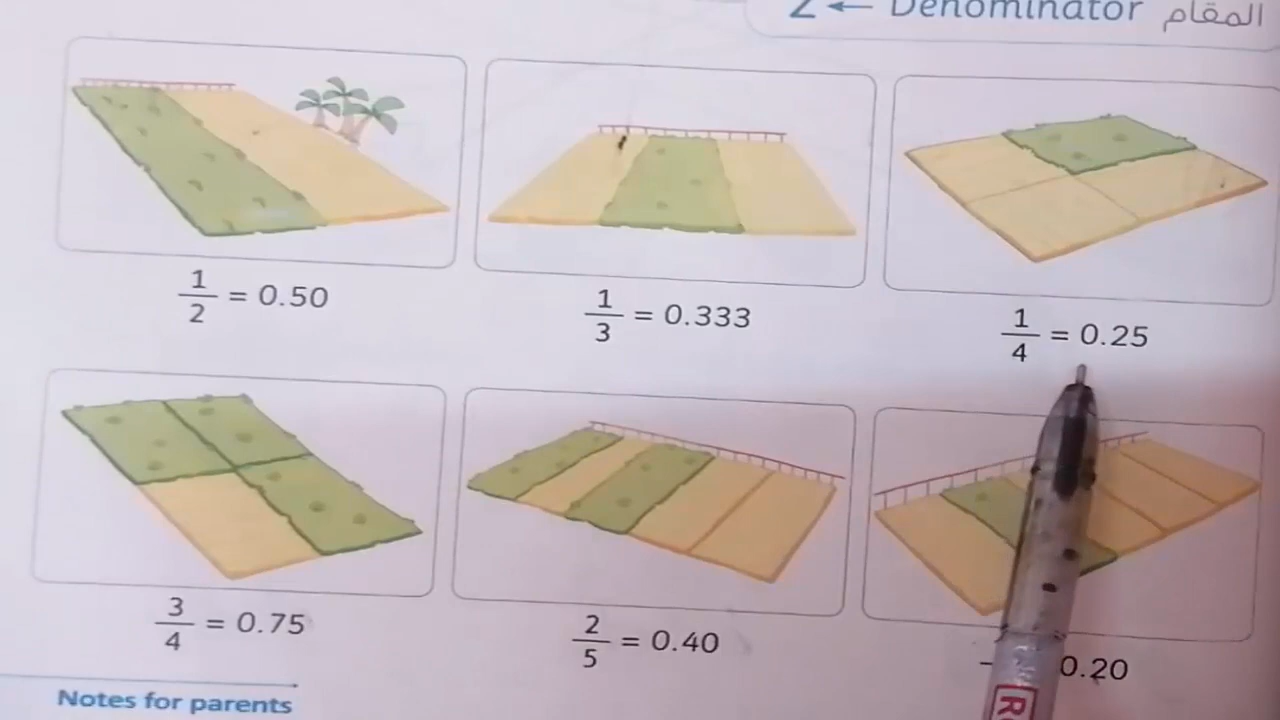 2 ← Denominator المقام
1/2 = 0.50
1/3 = 0.333
1/4 = 0.25
3/4 = 0.75
2/5 = 0.40
0.20
Notes for parents